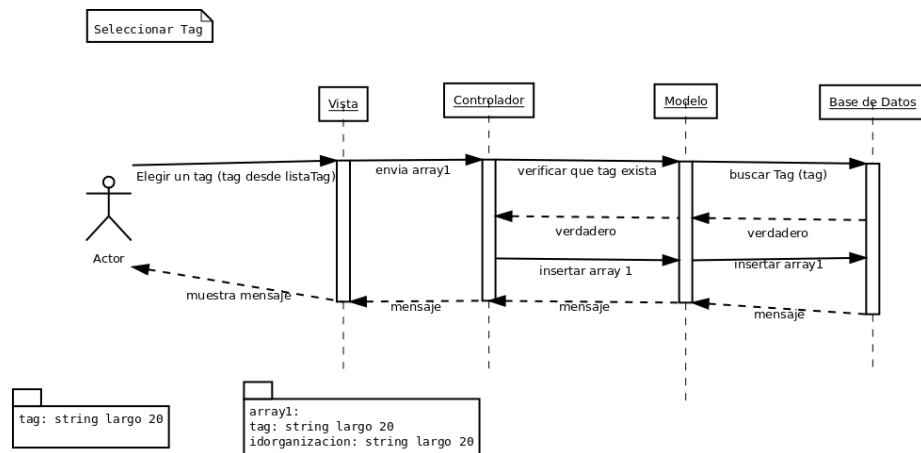 Seleccionar Tag
Vista
Controlador
Modelo
Base de Datos
Elegir un tag (tag desde listaTag)
envia array1
verificar que tag exista
buscar Tag (tag)
verdadero
verdadero
Actor
insertar array 1
insertar array1
muestra mensaje
mensaje
mensaje
mensaje
tag: string largo 20
array1:
tag: string largo 20
idorganizacion: string largo 20